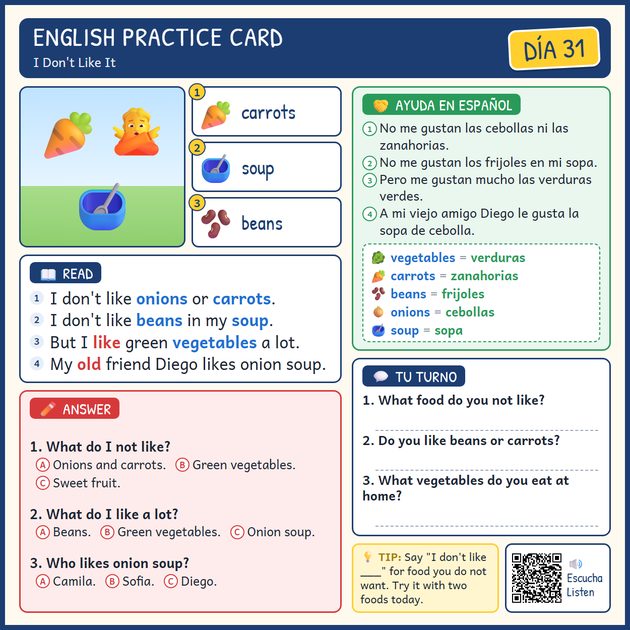 ENGLISH PRACTICE CARD
I Don't Like It
DÍA 31
1
carrots
2
soup
3
beans
READ
1 I don't like onions or carrots.
2 I don't like beans in my soup.
3 But I like green vegetables a lot.
4 My old friend Diego likes onion soup.
ANSWER
1. What do I not like?
A Onions and carrots. B Green vegetables.
C Sweet fruit.
2. What do I like a lot?
A Beans. B Green vegetables. C Onion soup.
3. Who likes onion soup?
A Camila. B Sofia. C Diego.
AYUDA EN ESPAÑOL
1 No me gustan las cebollas ni las
zanahorias.
2 No me gustan los frijoles en mi sopa.
3 Pero me gustan mucho las verduras
verdes.
4 A mi viejo amigo Diego le gusta la
sopa de cebolla.
vegetables = verduras
carrots = zanahorias
beans = frijoles
onions = cebollas
soup = sopa
TU TURNO
1. What food do you not like?
2. Do you like beans or carrots?
3. What vegetables do you eat at
home?
TIP: Say "I don't like
___" for food you do not
want. Try it with two
foods today.
Escucha
Listen